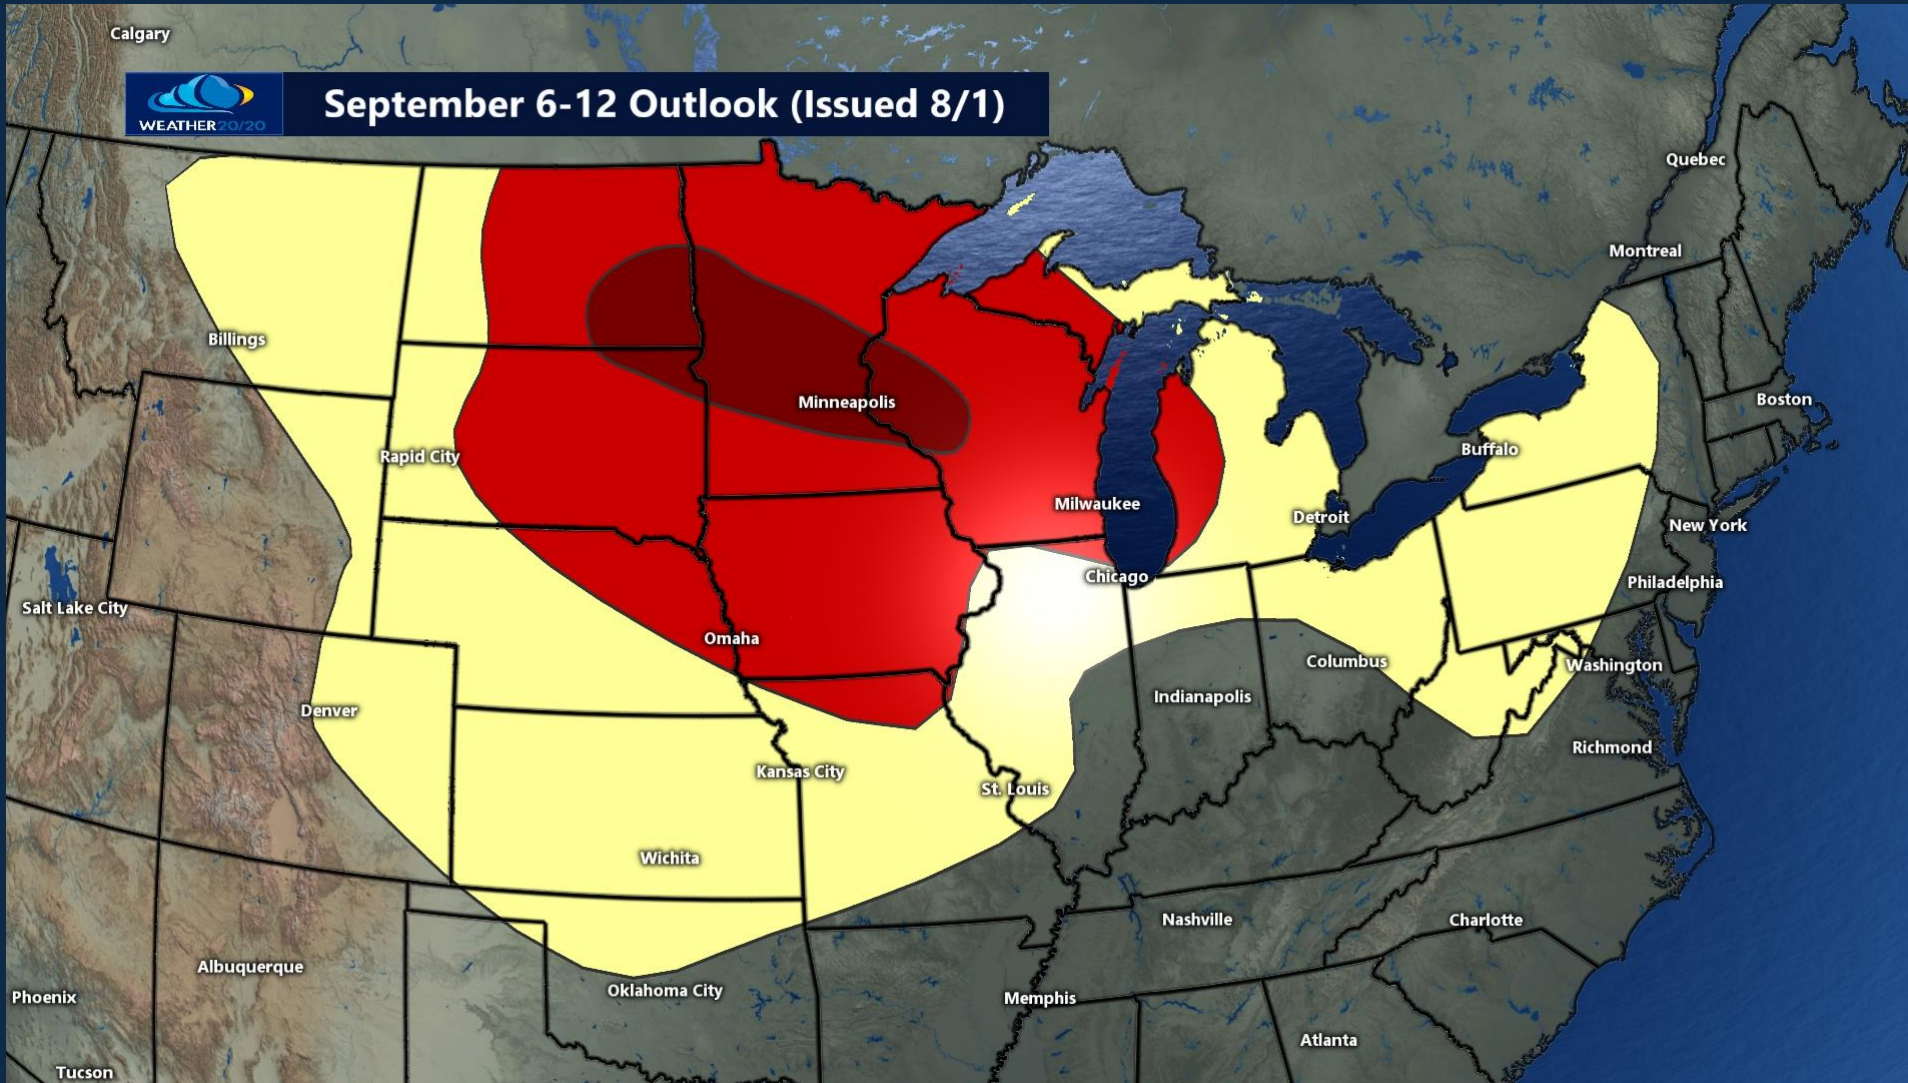 Calgary
WEATHER 20/20
September 6-12 Outlook (Issued 8/1)
Quebec
Montreal
Billings
Boston
Minneapolis
Buffalo
Rapid City
Milwaukee
Detroit
New York
Chicago
Philadelphia
Salt Lake City
Omaha
Columbus
Washington
Indianapolis
Denver
Richmond
Kansas City
St. Louis
Wichita
Nashville
Charlotte
Albuquerque
Oklahoma City
Phoenix
Memphis
Atlanta
Tucson